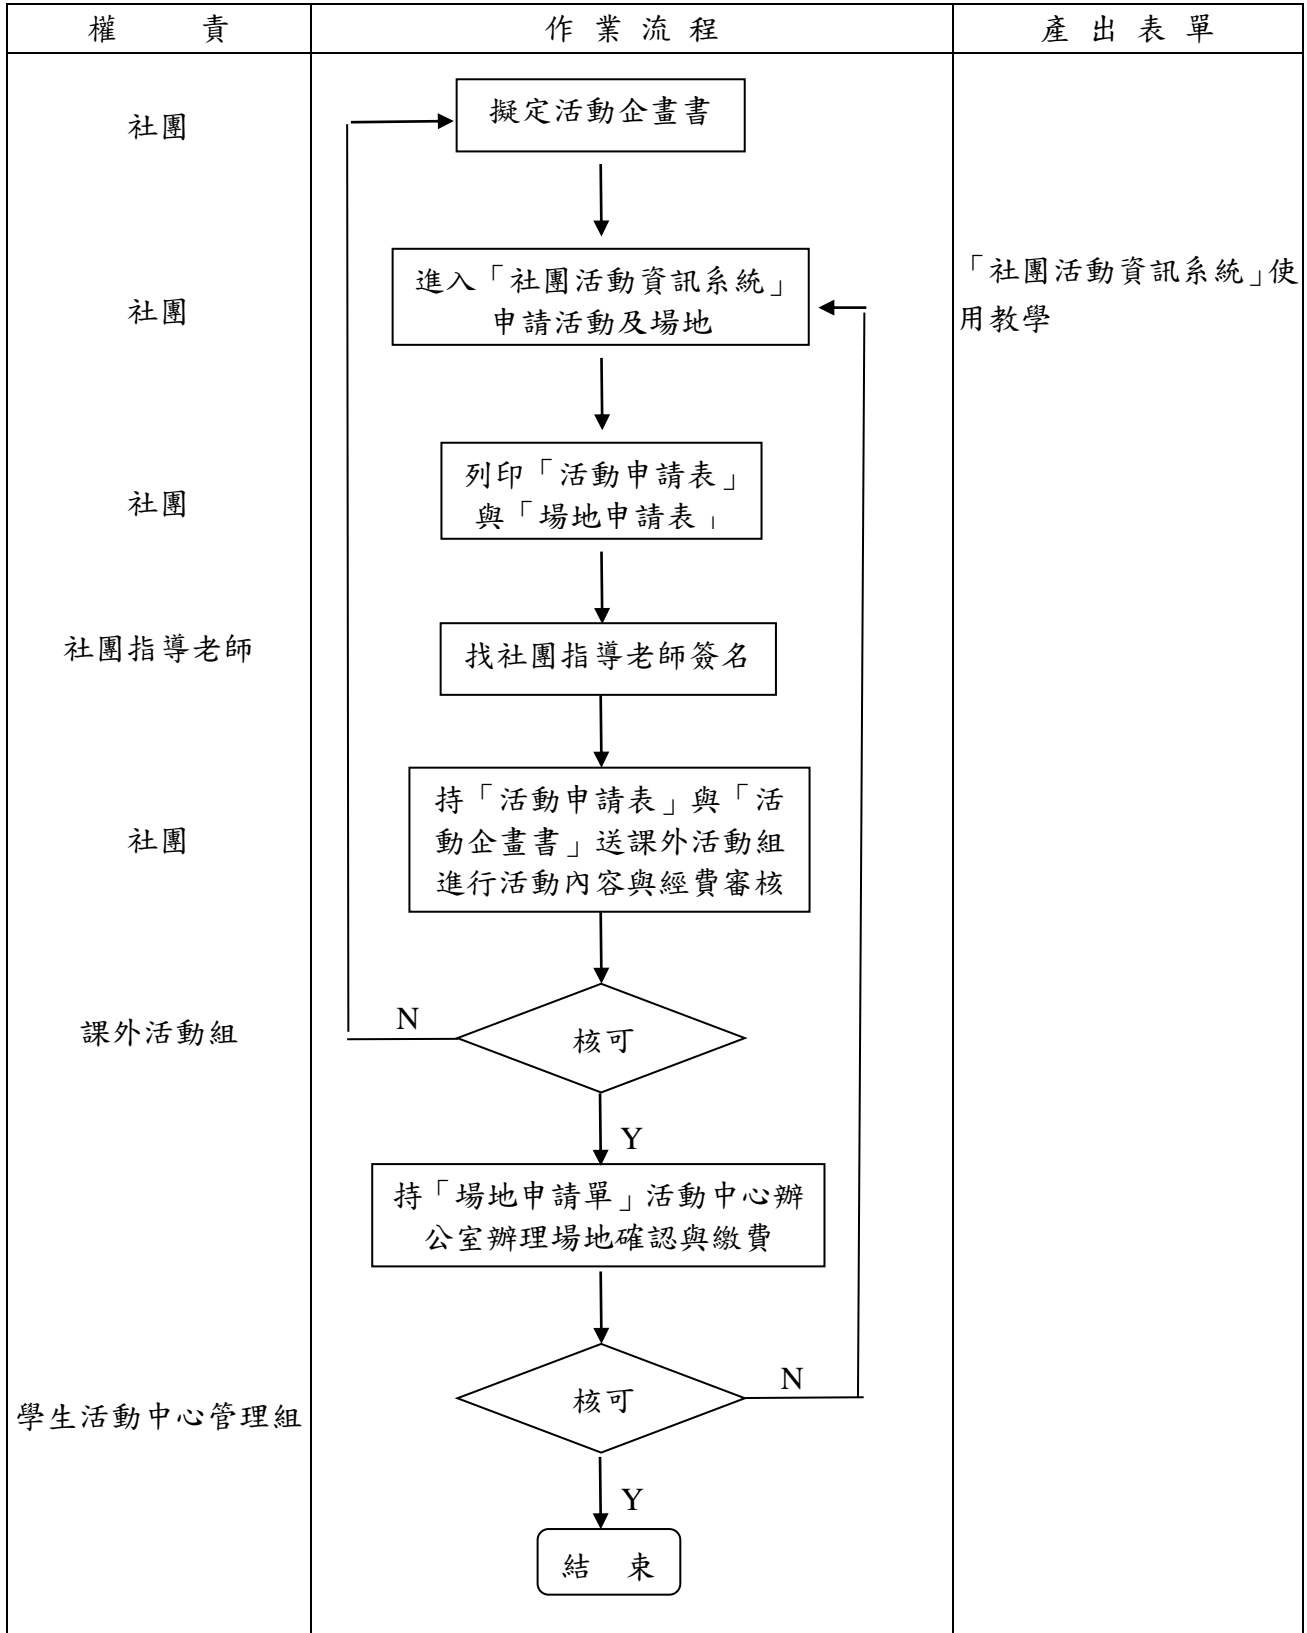 權 責 作 業 流 程 產 出 表 單
社團
擬定活動企畫書
社團
進入「社團活動資訊系統」
申請活動及場地
「社團活動資訊系統」使
用教學
社團
列印「活動申請表」
與「場地申請表」
社團指導老師
找社團指導老師簽名
社團
持「活動申請表」與「活
動企畫書」送課外活動組
進行活動內容與經費審核
課外活動組
N
核可
Y
持「場地申請單」活動中心辦
公室辦理場地確認與繳費
學生活動中心管理組
核可
N
Y
結 束